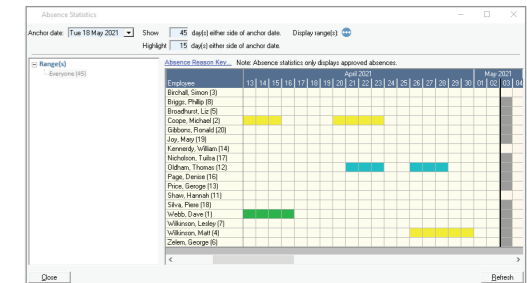 Absence Statistics
Anchor date: Tue 18 May 2021 Show 45 day(s) either side of anchor date. Display range(s)
Highlight 15 day(s) either side of anchor date.
Range(s)
Everyone (45)
Absence Reason Key... Note: Absence statistics only displays approved absences.
April 2021 May 2021
Employee 13 14 15 16 17 18 19 20 21 22 23 24 25 26 27 28 29 30 01 02 03 04
Birchall, Simon (3)
Briggs, Phillip (8)
Broadhurst, Liz (5)
Coope, Michael (2)
Gibbons, Ronald (20)
Joy, Mary (19)
Kennerdy, William (14)
Nicholson, Tuilsa (17)
Oldham, Thomas (12)
Page, Denise (16)
Price, Geroge (13)
Shaw, Hannah (11)
Silva, Piere (18)
Webb, Dave (1)
Wilkinson, Lesley (7)
Wilkinson, Matt (4)
Zelem, George (6)
Close Refresh